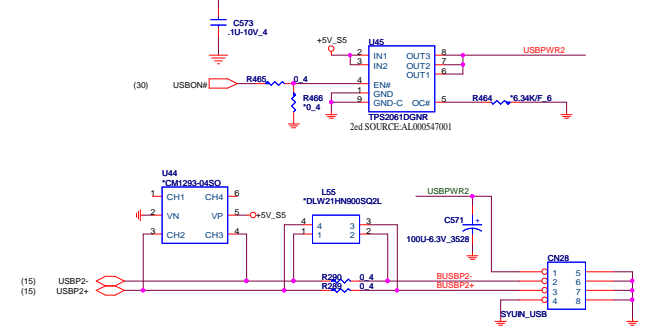 C573
.1U-10V_4
U45
+5V_S5
2 IN1 OUT3 8 USBPWR2
3 IN2 OUT2 7
OUT1 6
(30) USBON# R465 0_4 4 EN#
1 GND
R466 *0_4 9 GND-C OC# 5 R464 *6.34K/F_6
TPS2061DGNR
2ed SOURCE:AL000547001
U44
*CM1293-04SO
1 CH1 CH4 6
2 VN VP 5 +5V_S5
3 CH2 CH3 4
L55
*DLW21HN900SQ2L
4 4 3 3
1 1 2 2
USBPWR2
C571 +
100U-6.3V_3528
CN28
(15) USBP2- R290 0_4 BUSBP2-
(15) USBP2+ R289 0_4 BUSBP2+
1 5
2 6
3 7
4 8
SYUIN_USB